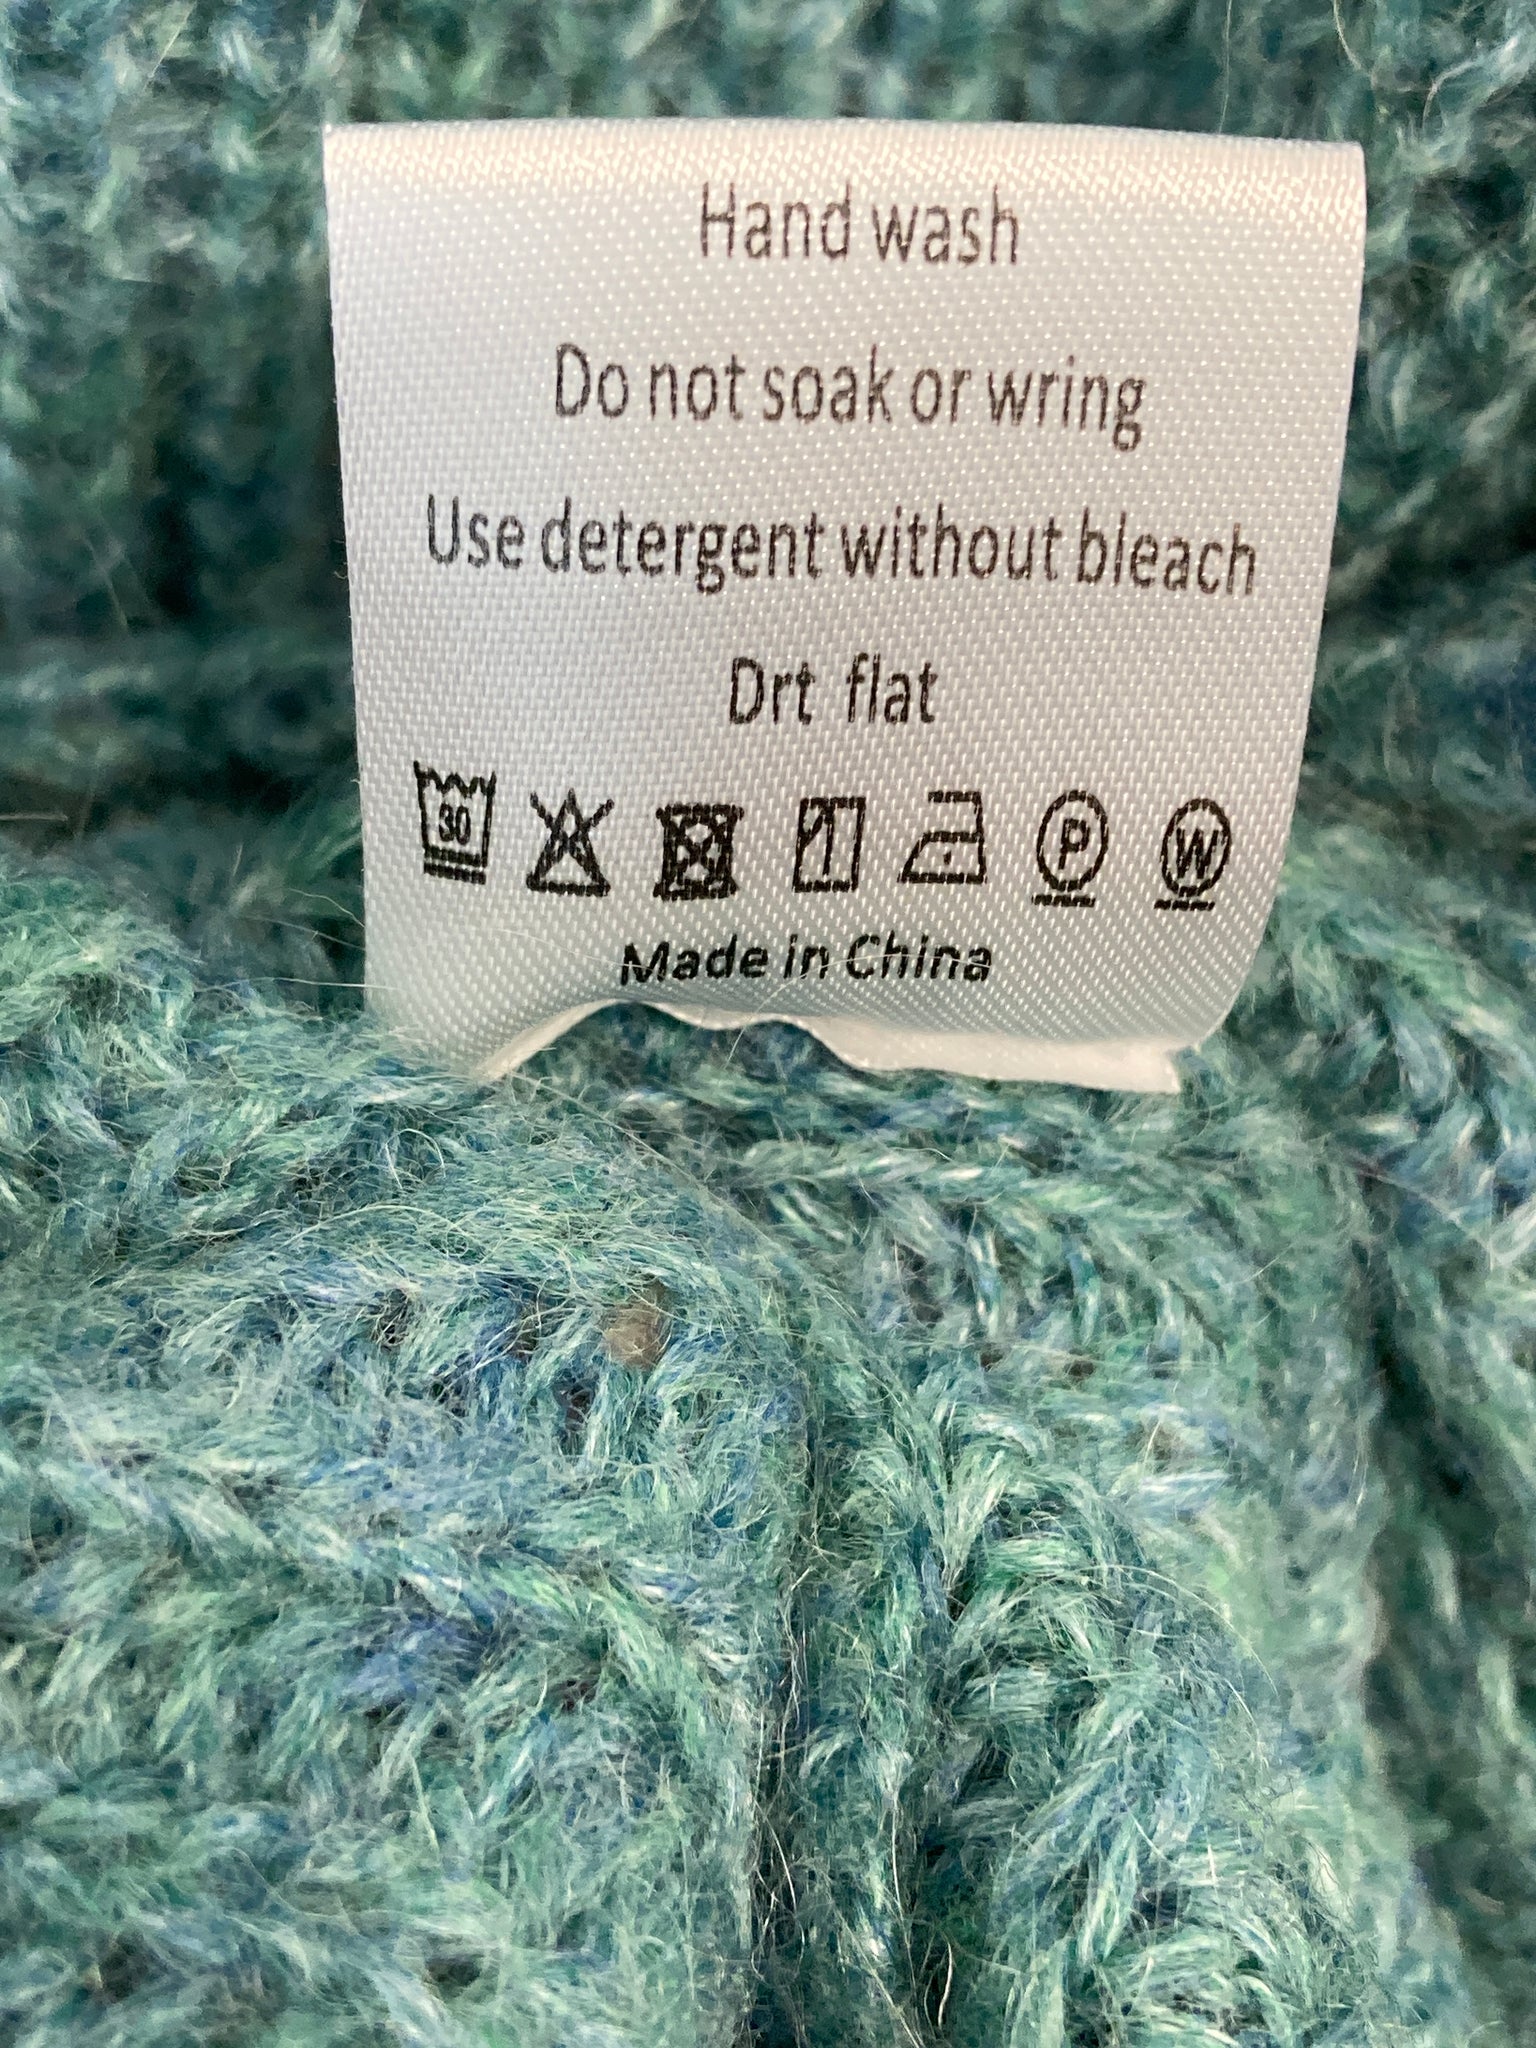 Hand wash
Do not soak or wring
Use detergent without bleach
Drt flat
30 P W
Made in China